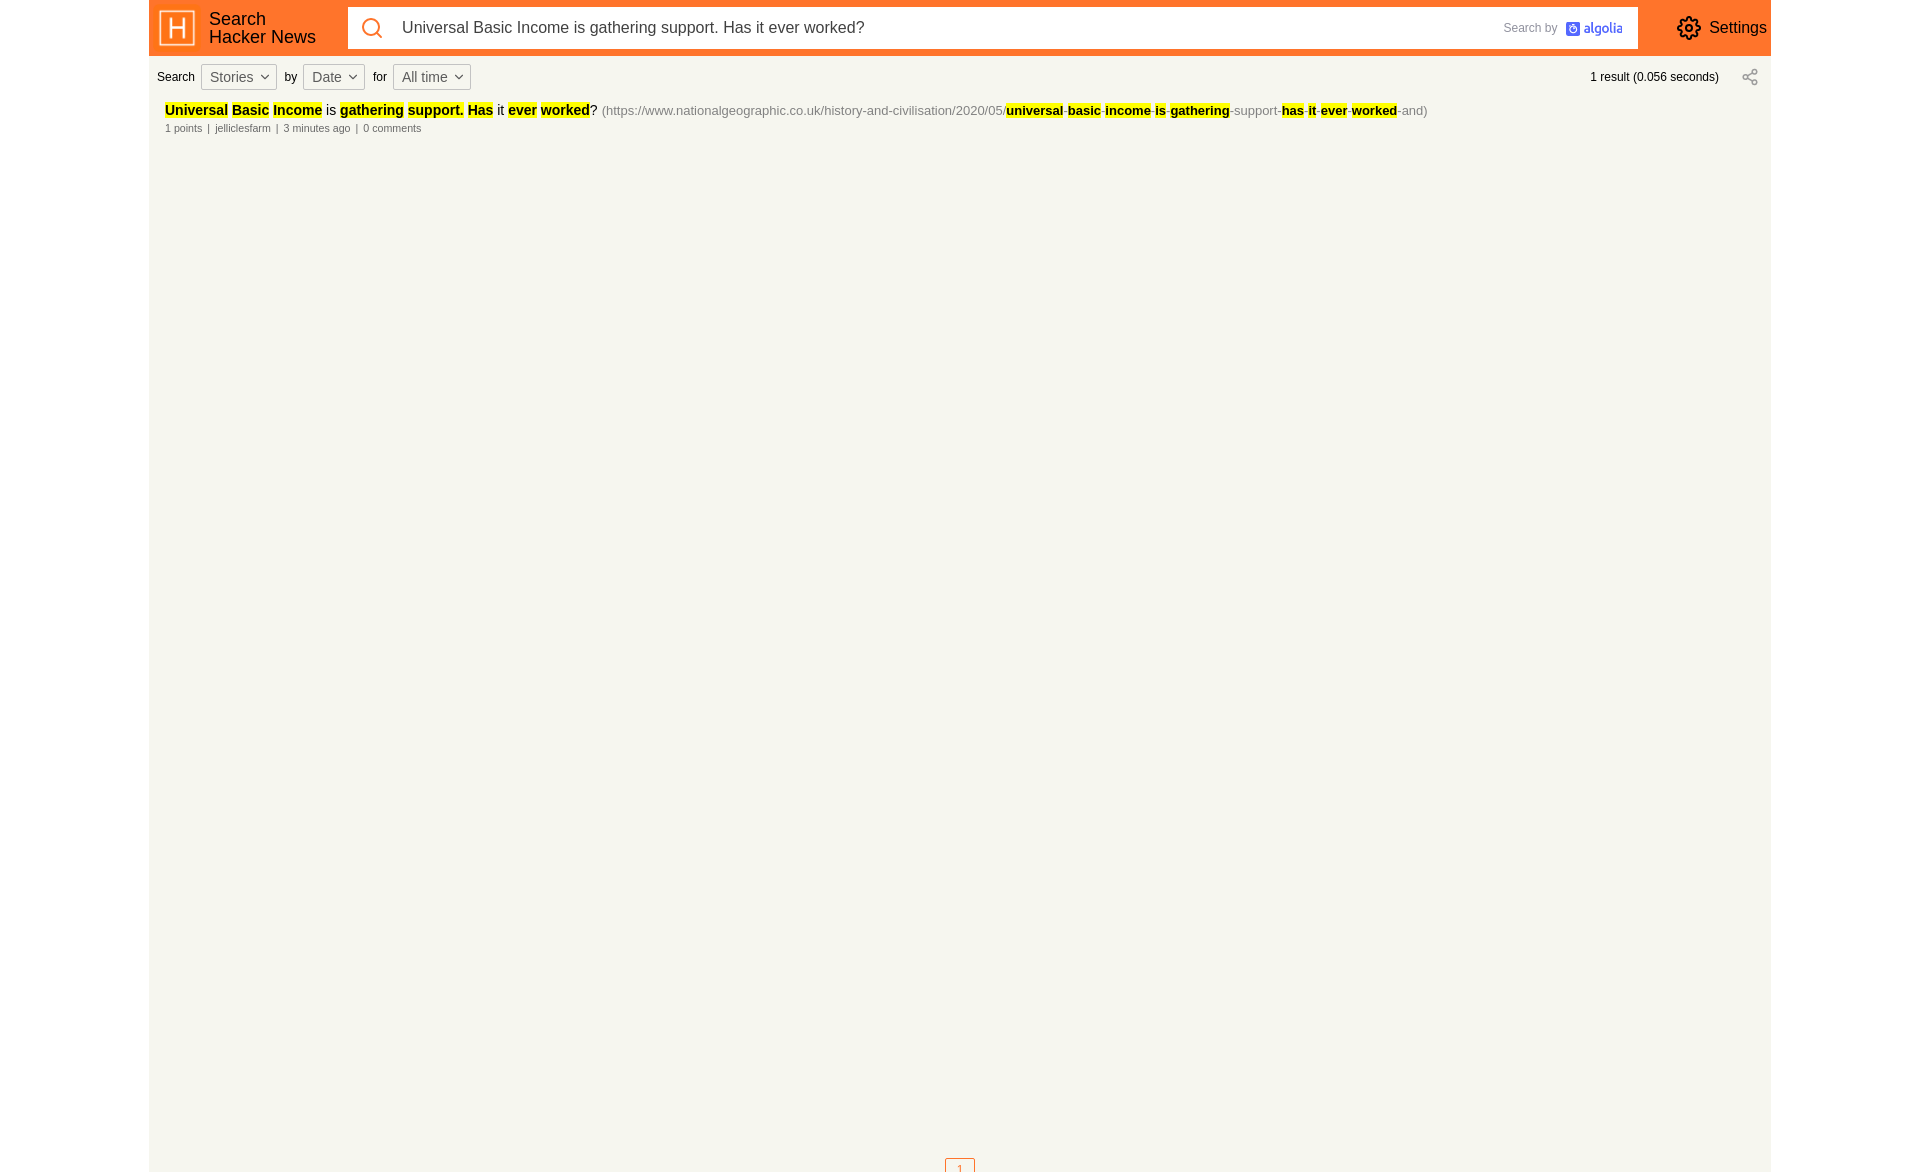 Search
Hacker News
Universal Basic Income is gathering support. Has it ever worked?
Search by algolia
Settings
Search Stories by Date for All time
1 result (0.056 seconds)
Universal Basic Income is gathering support. Has it ever worked? (https://www.nationalgeographic.co.uk/history-and-civilisation/2020/05/universal-basic-income-is-gathering-support-has-it-ever-worked-and)
1 points | jelliclesfarm | 3 minutes ago | 0 comments
1